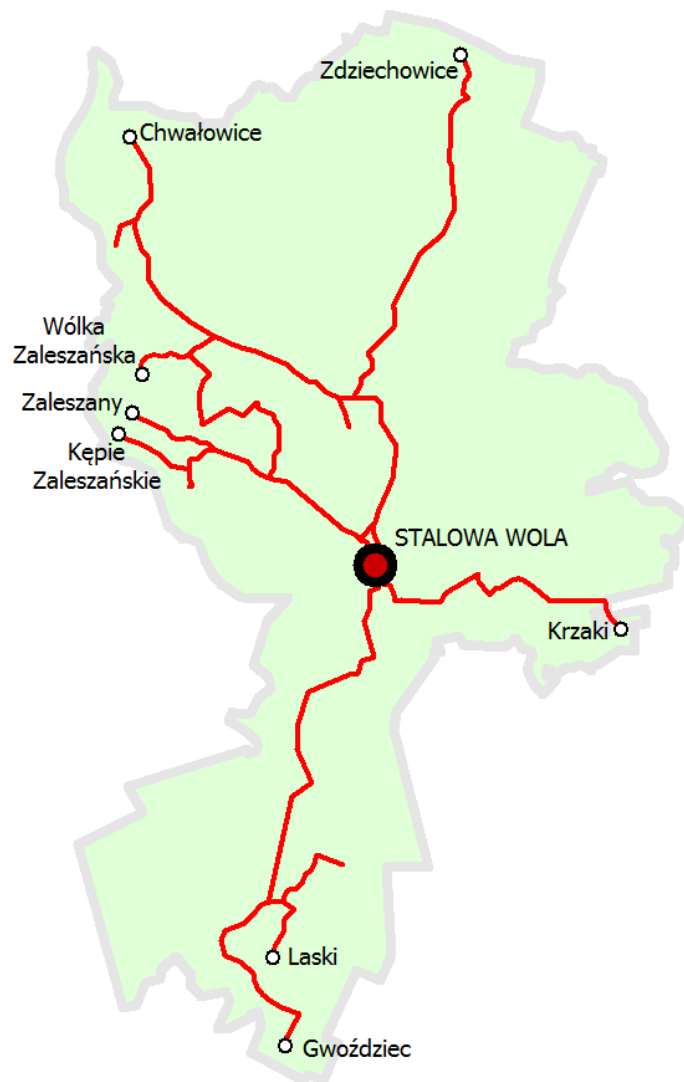 Zdziechowice
Chwałowice
Wólka
Zaleszańska
Zaleszany
Kępie
Zaleszańskie
STALOWA WOLA
Krzaki
Laski
Gwoździec